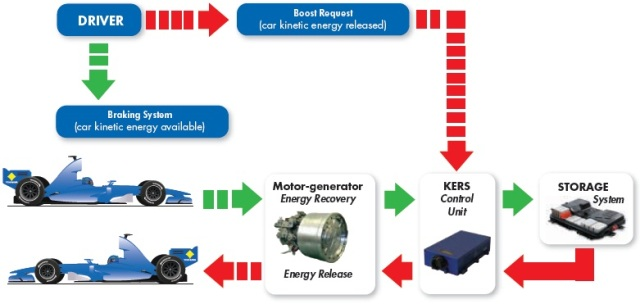 DRIVER
Boost Request
(car kinetic energy released)
Braking System
(car kinetic energy available)
Motor-generator
Energy Recovery
Energy Release
KERS
Control
Unit
STORAGE
System